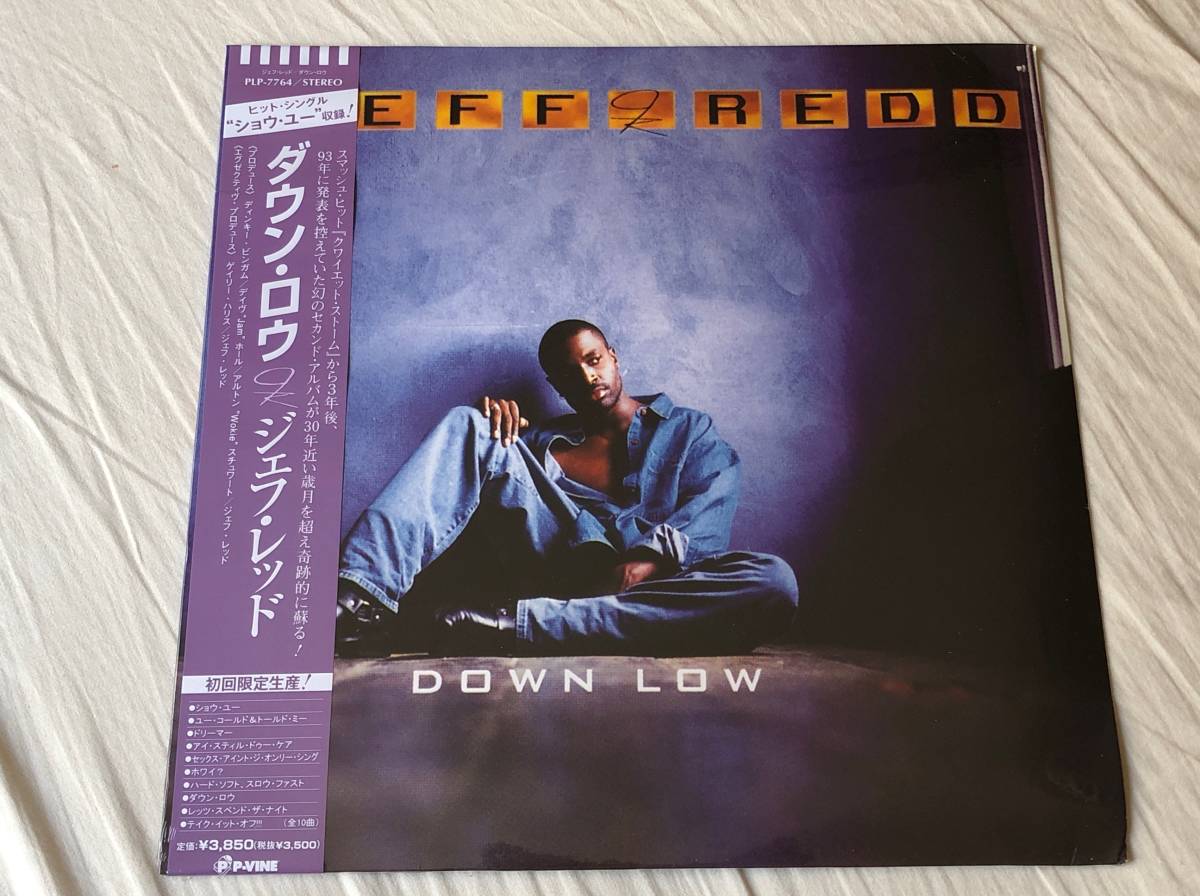 ジェフ・レッド/ダウン・ロウ
PLP-7764/STEREO
ヒット・シングル
"ショウ・ユー"収録!
EFF REDD
スマッシュ・ヒット「クワイエット・ストーム」から3年後、
93年に発表を控えていた幻のセカンド・アルバムが30年近い歳月を超え奇跡的に蘇る!
ダウン・ロウ ジェフ・レッド
《プロデュース》ディンキー・ビンガム/デイヴ"Jam"ホール/アルトン"Wokie"スチュワート/ジェフ・レッド
《エグゼクティヴ・プロデュース》ゲイリー・ハリス/ジェフ・レッド
DOWN LOW
初回限定生産!
●ショウ・ユー
●ユー・コールド&トールド・ミー
●ドリーマー
●アイ・スティル・ドゥー・ケア
●セックス・アイント・ジ・オンリー・シング
●ホワイ?
●ハード・ソフト、スロウ・ファスト
●ダウン・ロウ
●レッツ・スペンド・ザ・ナイト
●テイク・イット・オフ!!! (全10曲)
定価:¥3,850(税抜¥3,500)
P-VINE